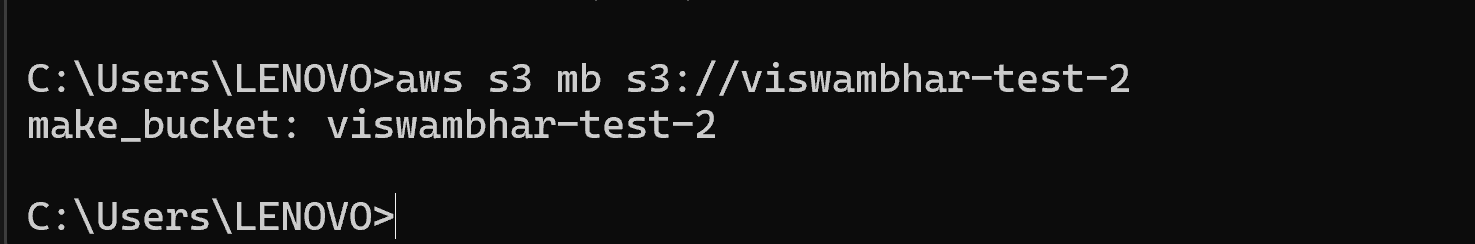 C:\Users\LENOVO>aws s3 mb s3://viswambhar-test-2
make_bucket: viswambhar-test-2
C:\Users\LENOVO>